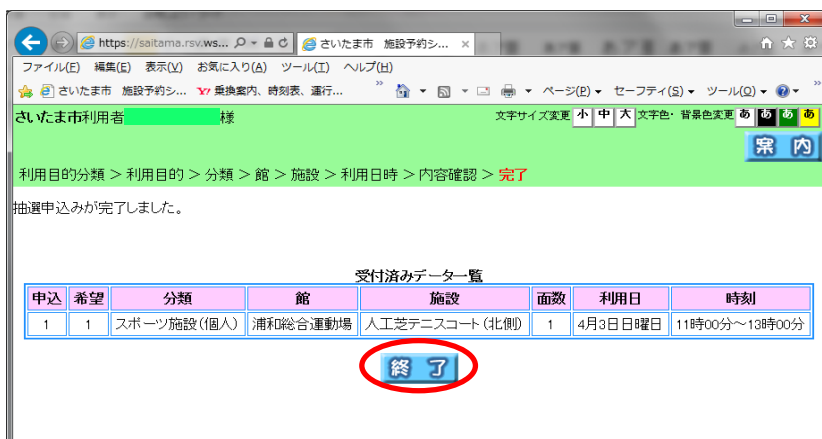 https://saitama.rsv.ws...
さいたま市 施設予約シ... ×
ファイル(F) 編集(E) 表示(V) お気に入り(A) ツール(T) ヘルプ(H)
さいたま市 施設予約シ... Y! 乗換案内、時刻表、運行... » ページ(P) セーフティ(S) ツール(O) »
さいたま市利用者 様 文字サイズ変更 小 中 大 文字色・背景色変更 あ あ あ あ
案 内
利用目的分類 > 利用目的 > 分類 > 館 > 施設 > 利用日時 > 内容確認 > 完了
抽選申込みが完了しました。
受付済みデータ一覧
申込 希望 分類 館 施設 面数 利用日 時刻
1 1 スポーツ施設(個人) 浦和総合運動場 人工芝テニスコート(北側) 1 4月3日日曜日 11時00分～13時00分
終 了